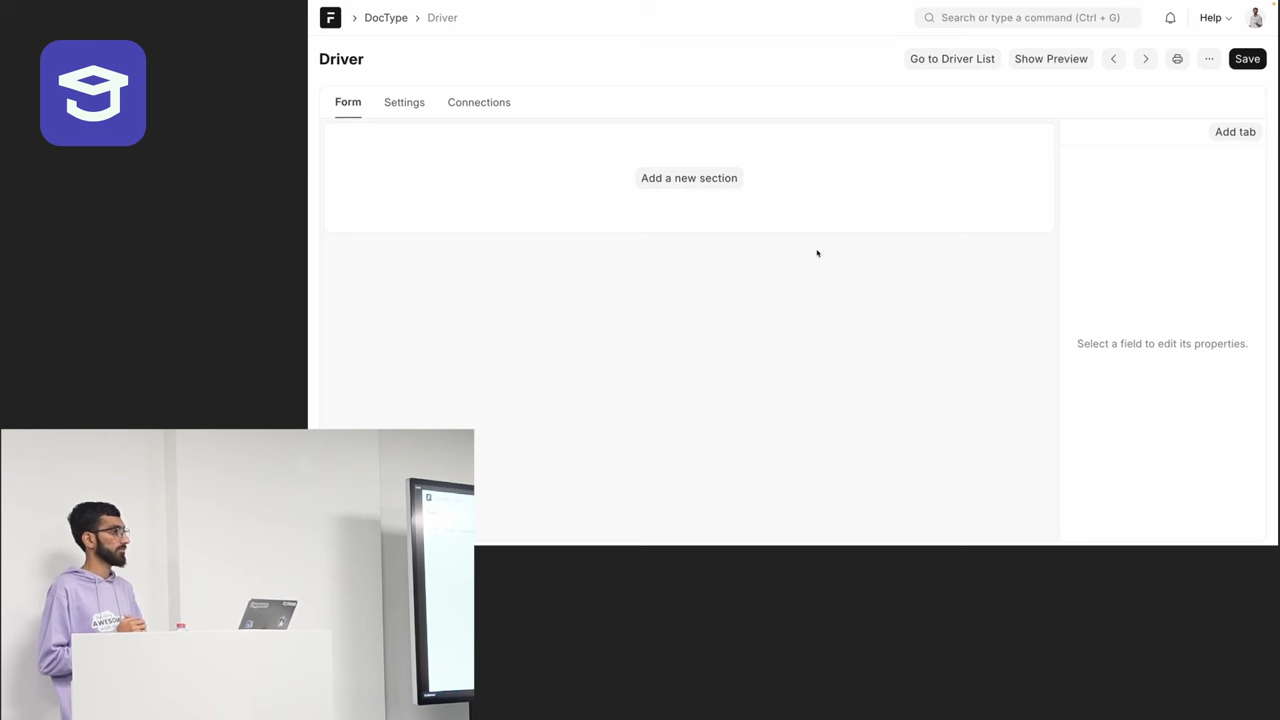 DocType
Driver
Search or type a command (Ctrl + G)
Help
Driver
Go to Driver List
Show Preview
Save
Form
Settings
Connections
Add tab
Add a new section
Select a field to edit its properties.
AWESOM